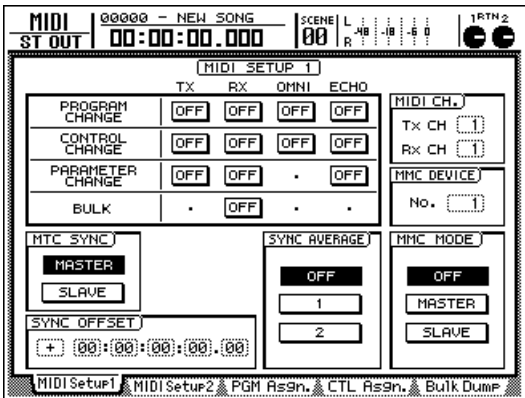 MIDI
ST OUT
00000 - NEW SONG
00:00:00.000
SCENE
00
L
R
-48 -18 -6 0
1RTN2
MIDI SETUP 1
TX RX OMNI ECHO
PROGRAM CHANGE OFF OFF OFF OFF
CONTROL CHANGE OFF OFF OFF OFF
PARAMETER CHANGE OFF OFF · OFF
BULK · OFF · ·
MIDI CH.
Tx CH 1
Rx CH 1
MMC DEVICE
No. 1
MTC SYNC
MASTER
SLAVE
SYNC OFFSET
+ 00:00:00:00.00
SYNC AVERAGE
OFF
1
2
MMC MODE
OFF
MASTER
SLAVE
MIDI Setup1 MIDI Setup2 PGM Asgn. CTL Asgn. Bulk Dump